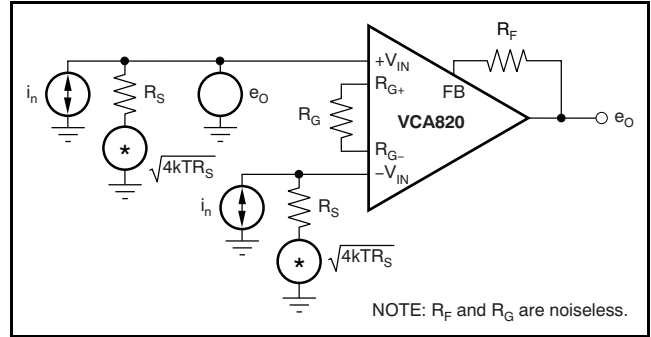 R_F
+V_IN
i_n
R_S
e_O
R_G+
FB
R_G
VCA820
e_O
* √4kTR_S
R_G−
−V_IN
i_n
R_S
* √4kTR_S
NOTE: R_F and R_G are noiseless.